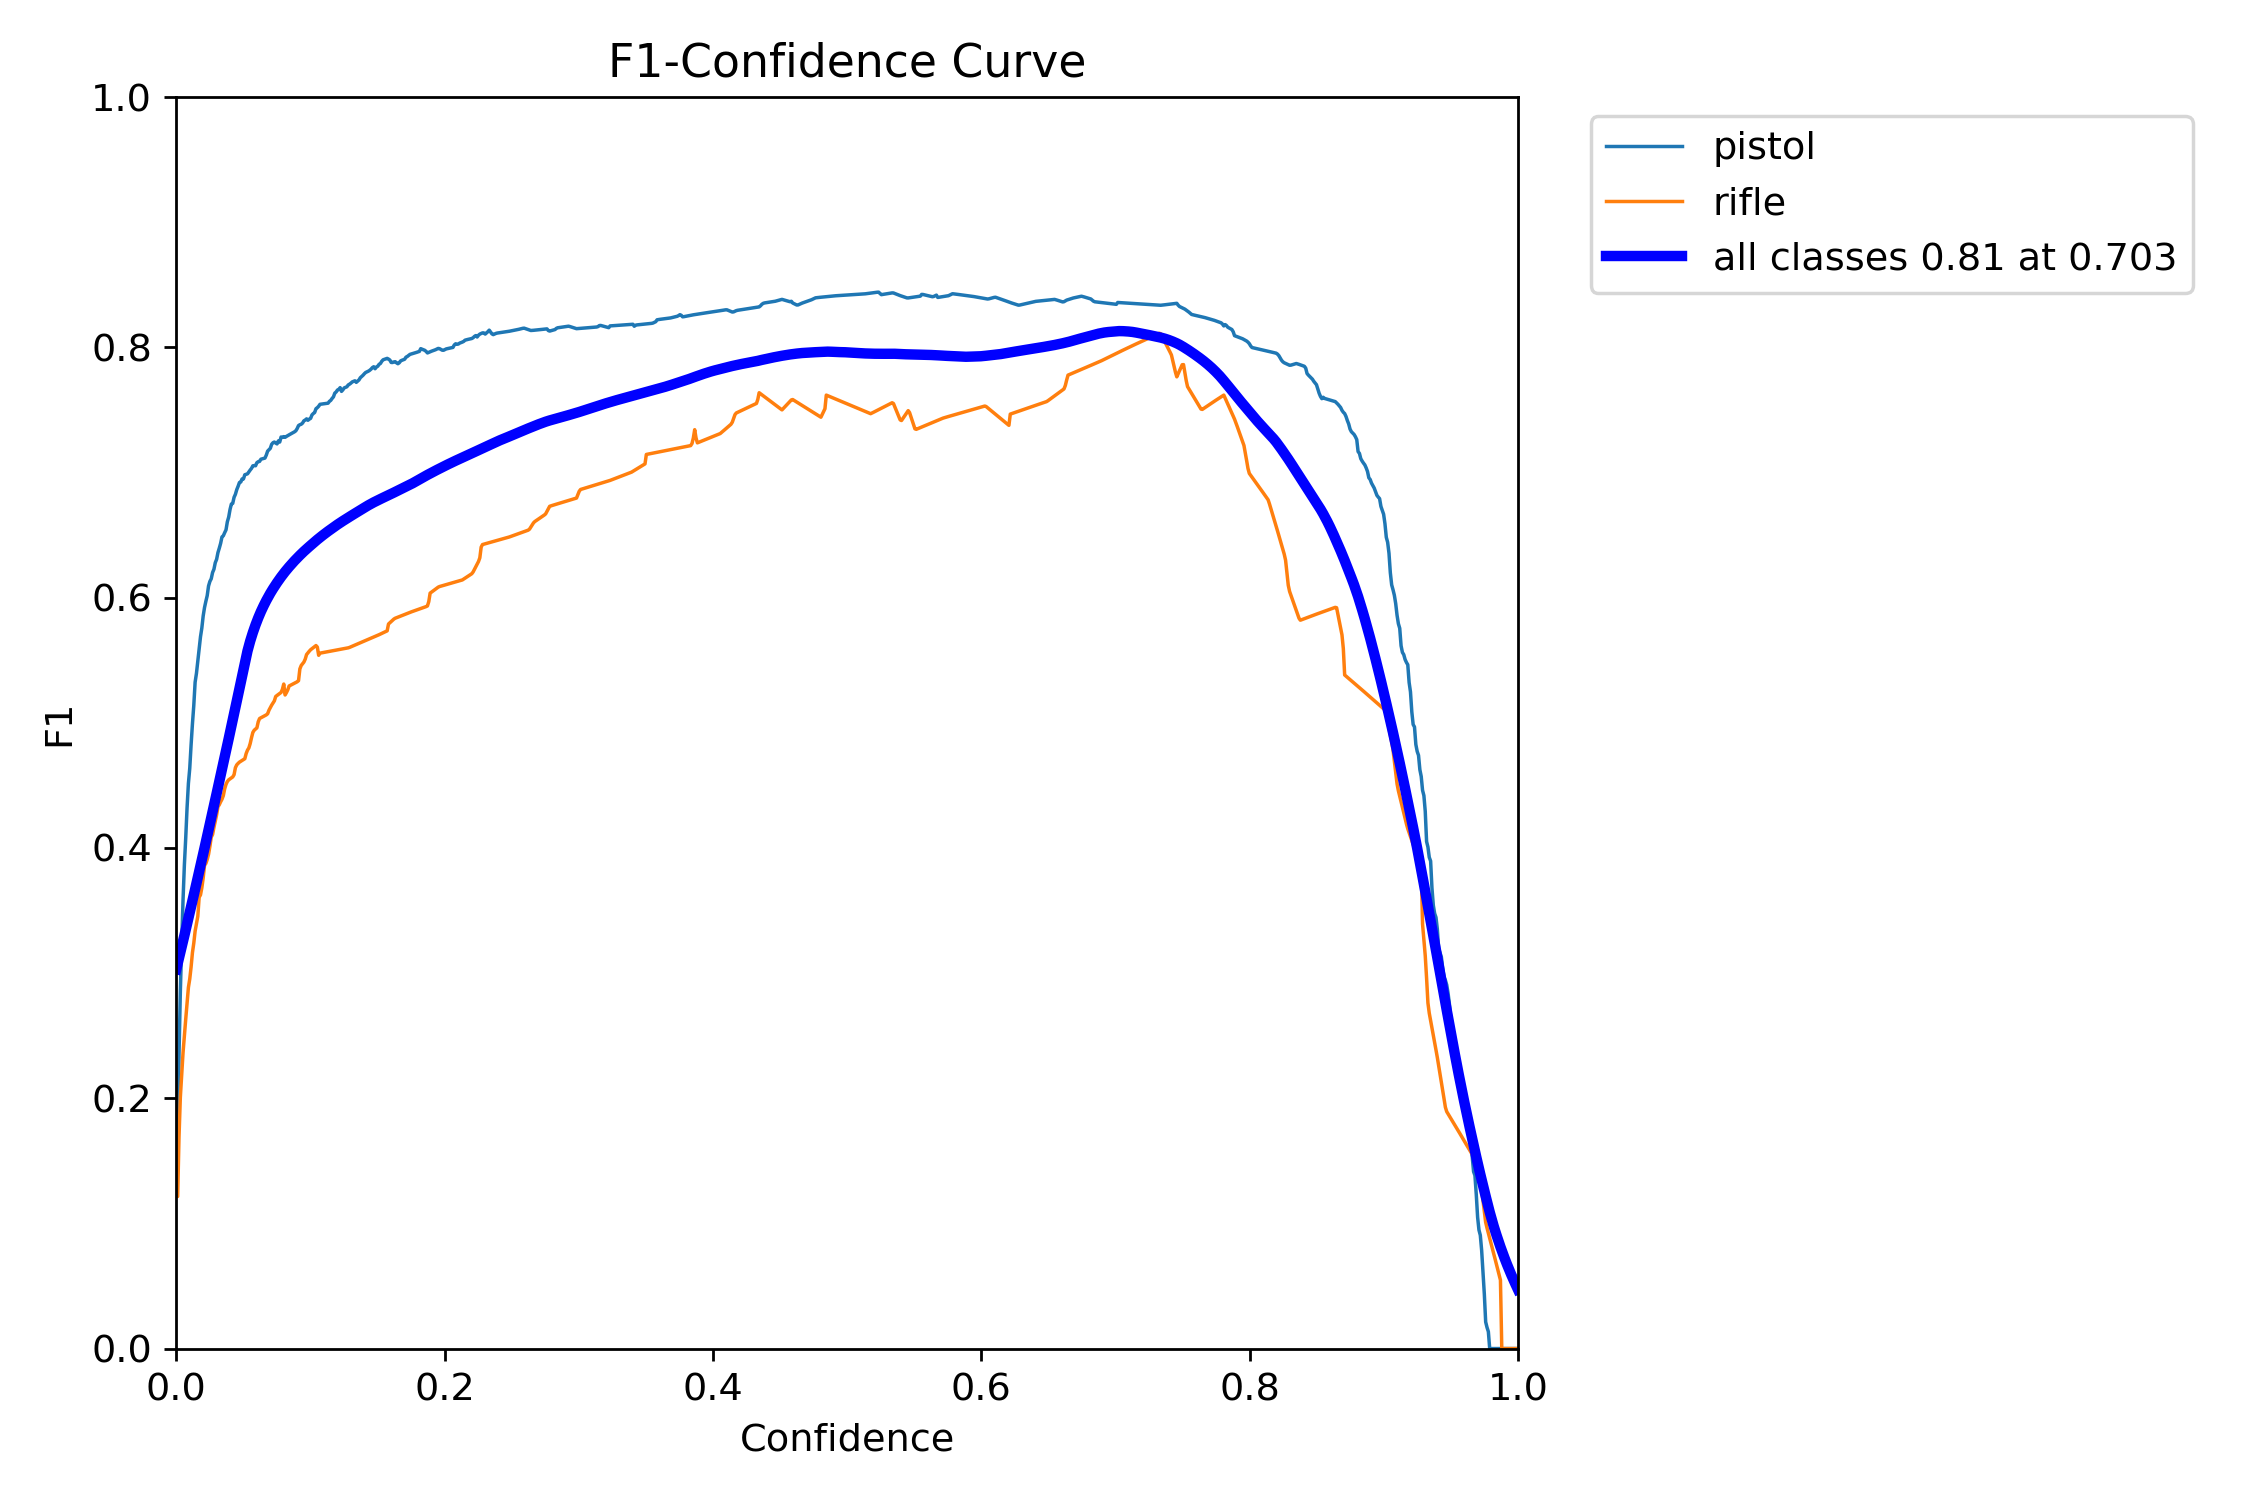 F1-Confidence Curve
1.0
0.8
0.6
0.4
0.2
0.0
F1
0.0 0.2 0.4 0.6 0.8 1.0
Confidence
pistol
rifle
all classes 0.81 at 0.703